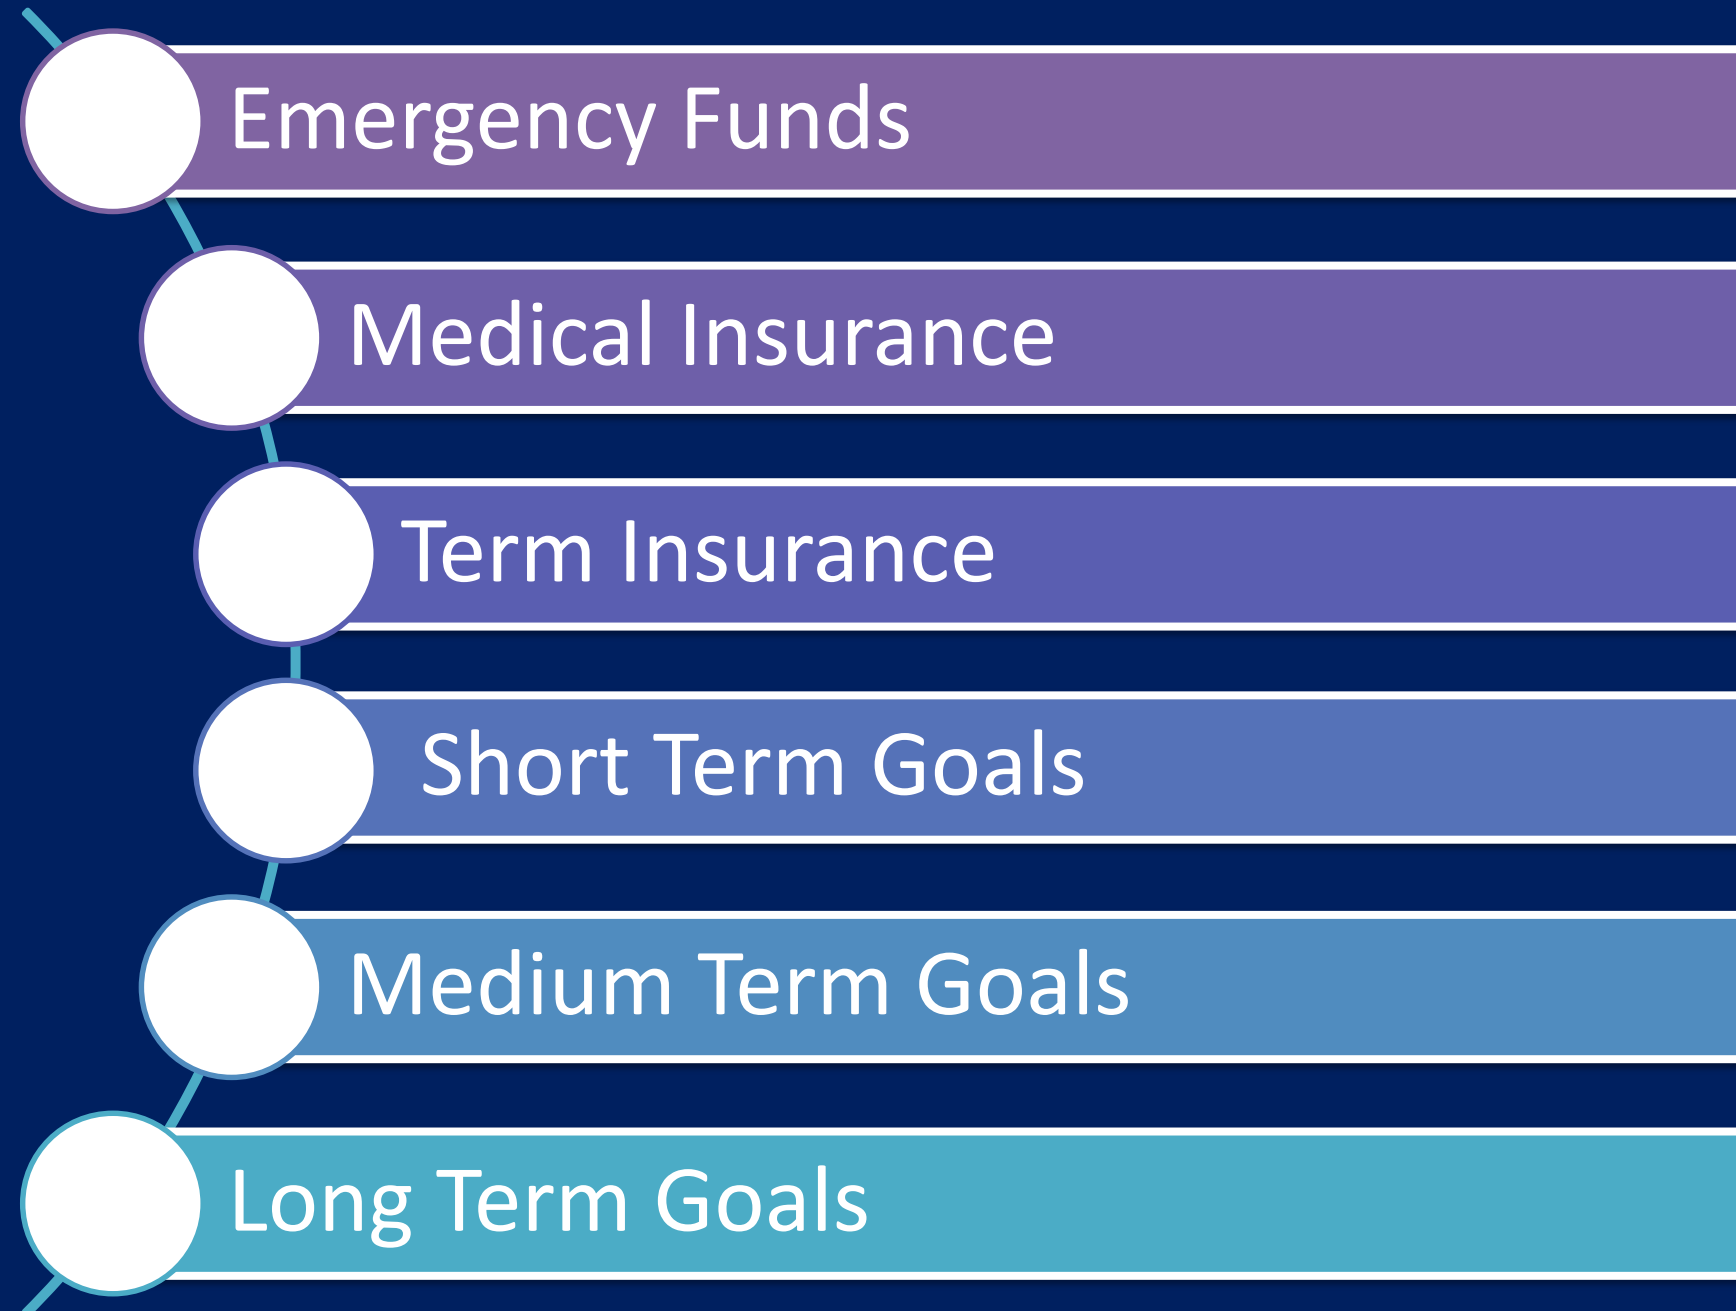 Emergency Funds
Medical Insurance
Term Insurance
Short Term Goals
Medium Term Goals
Long Term Goals